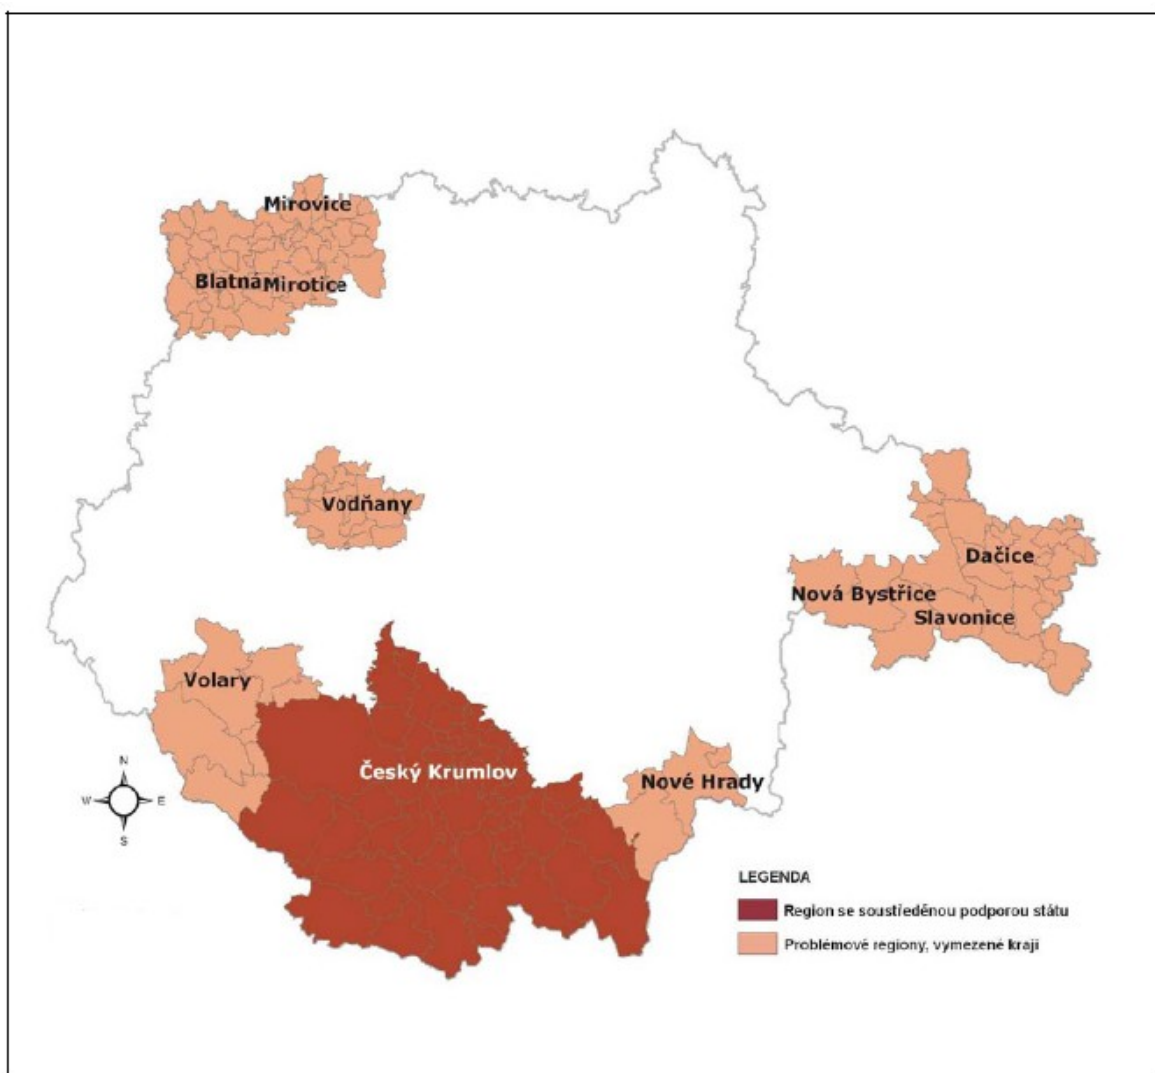 Mirovice
Blatná
Mirotice
Vodňany
Dačice
Nová Bystřice
Slavonice
Volary
Český Krumlov
Nové Hrady
N
W
E
S
LEGENDA
Region se soustředěnou podporou státu
Problémové regiony, vymezené kraji